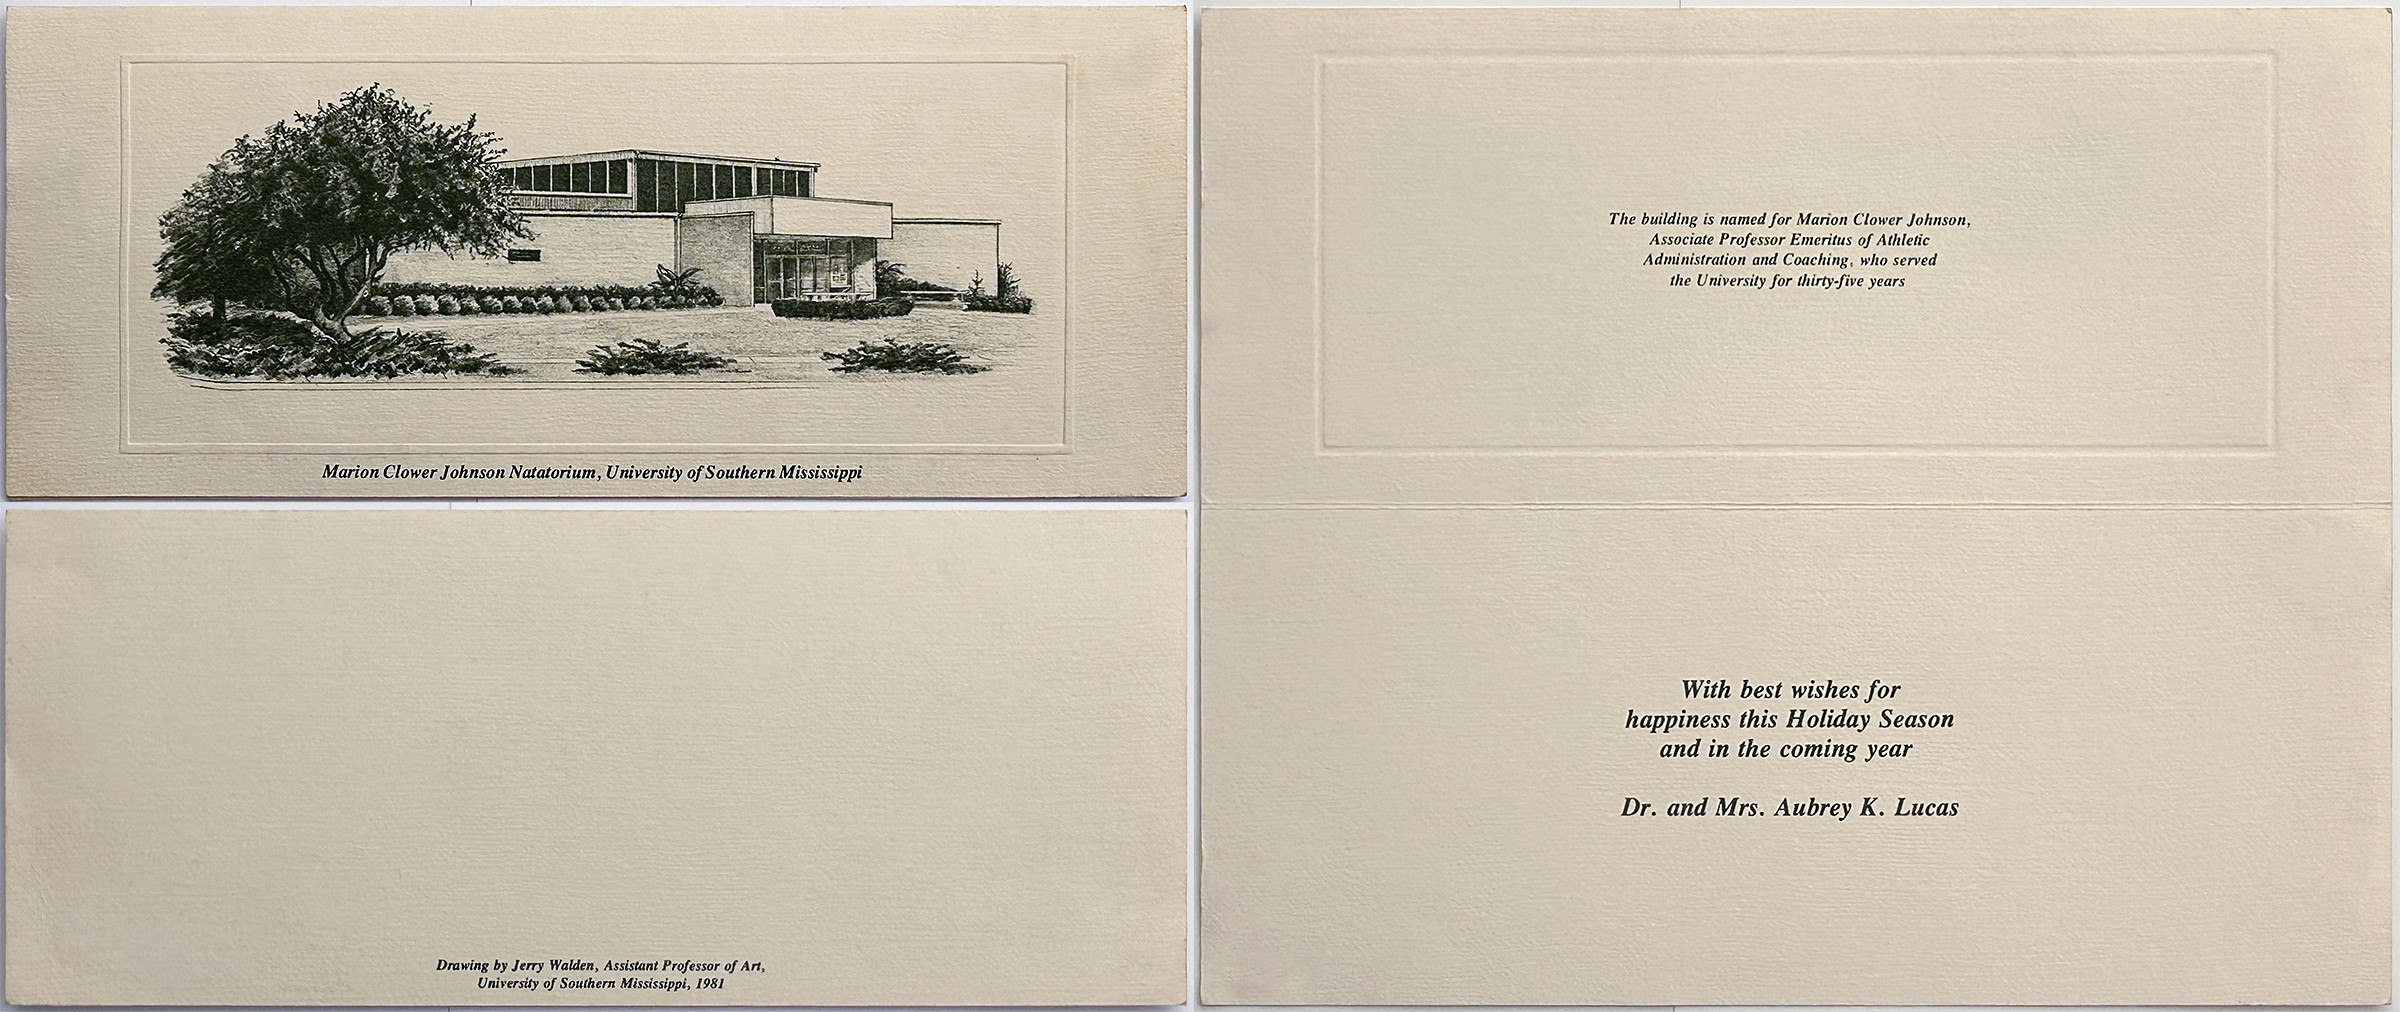 Marion Clower Johnson Natatorium, University of Southern Mississippi
Drawing by Jerry Walden, Assistant Professor of Art,
University of Southern Mississippi, 1981
The building is named for Marion Clower Johnson,
Associate Professor Emeritus of Athletic
Administration and Coaching, who served
the University for thirty-five years
With best wishes for
happiness this Holiday Season
and in the coming year
Dr. and Mrs. Aubrey K. Lucas